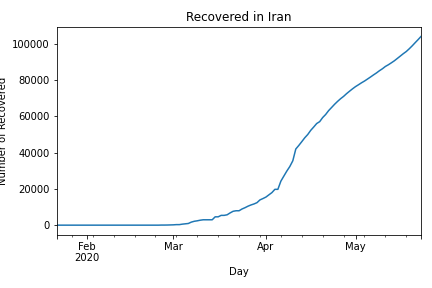 Recovered in Iran
100000
80000
60000
40000
20000
0
Number of Recovered
Feb
2020
Mar
Apr
May
Day